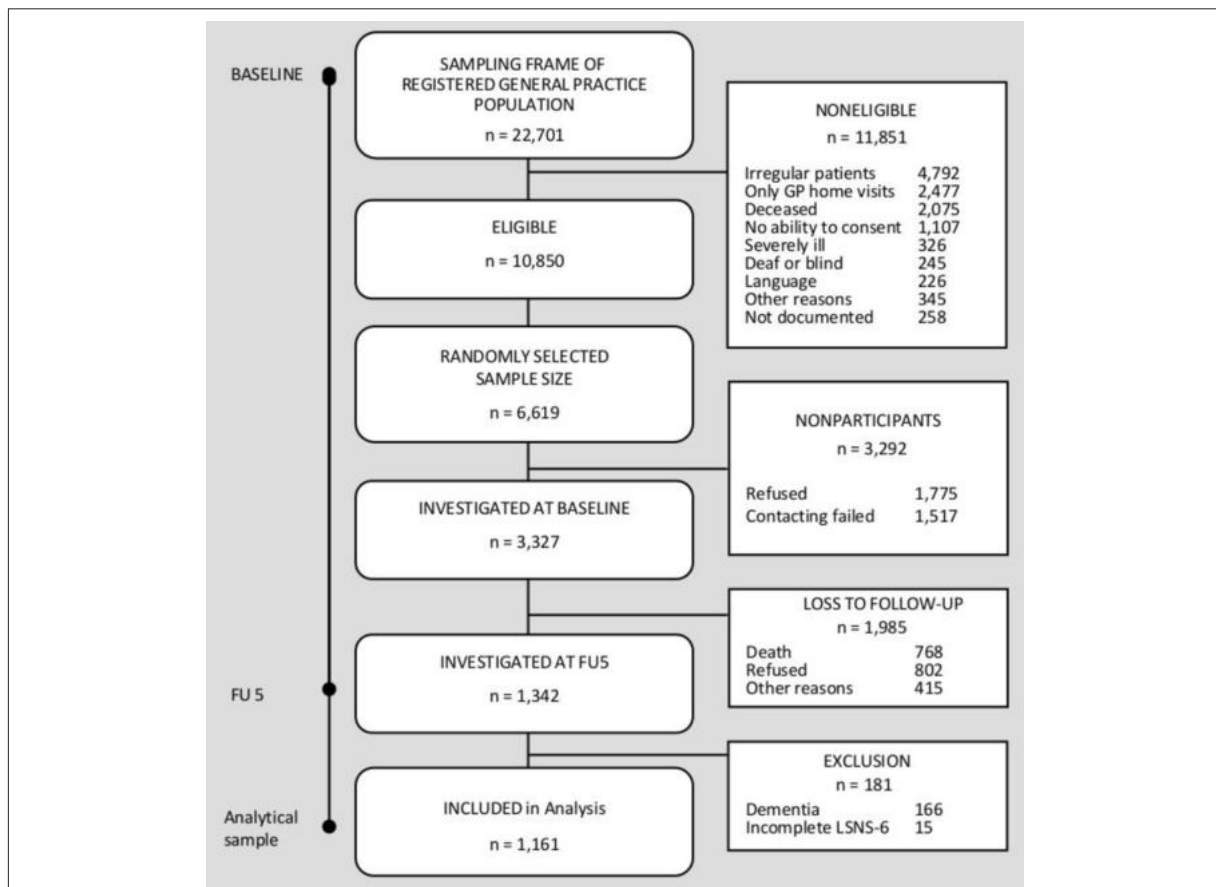 BASELINE
SAMPLING FRAME OF
REGISTERED GENERAL PRACTICE
POPULATION
n = 22,701
NONELIGIBLE
n = 11,851
Irregular patients 4,792
Only GP home visits 2,477
Deceased 2,075
No ability to consent 1,107
Severely ill 326
Deaf or blind 245
Language 226
Other reasons 345
Not documented 258
ELIGIBLE
n = 10,850
RANDOMLY SELECTED
SAMPLE SIZE
n = 6,619
NONPARTICIPANTS
n = 3,292
Refused 1,775
Contacting failed 1,517
INVESTIGATED AT BASELINE
n = 3,327
LOSS TO FOLLOW-UP
n = 1,985
Death 768
Refused 802
Other reasons 415
FU 5
INVESTIGATED AT FU5
n = 1,342
EXCLUSION
n = 181
Dementia 166
Incomplete LSNS-6 15
Analytical
sample
INCLUDED in Analysis
n = 1,161